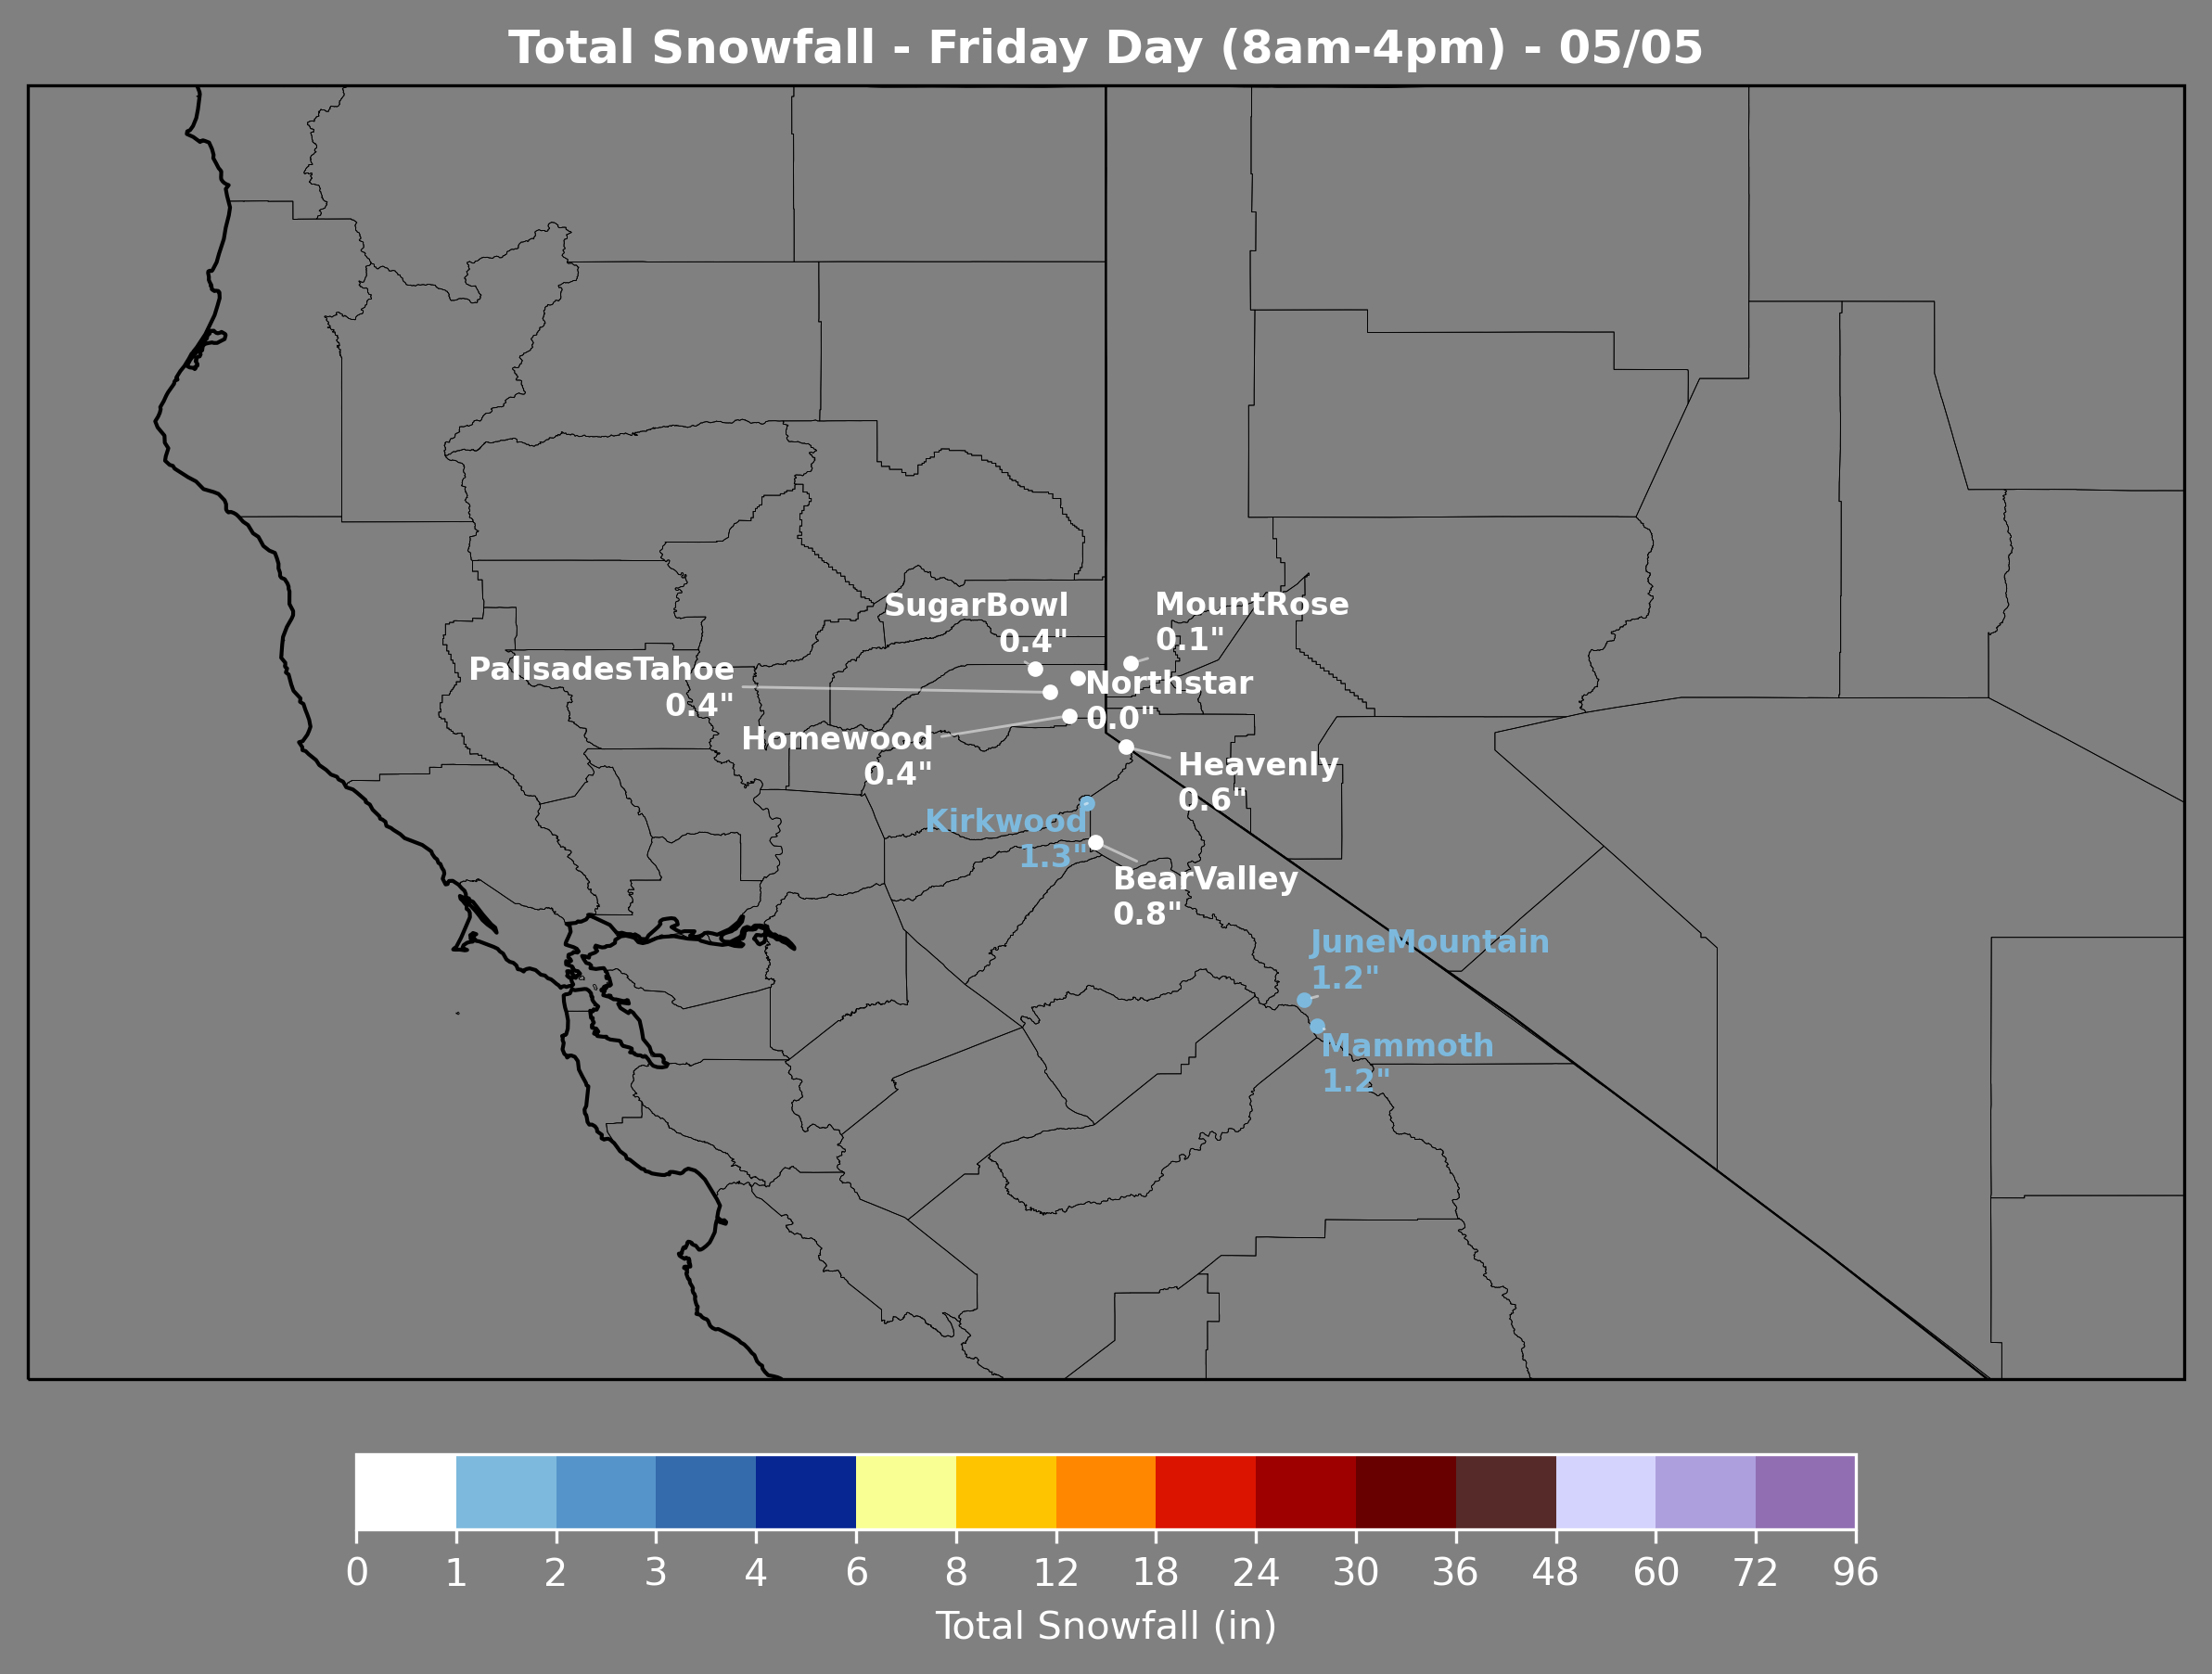 Total Snowfall - Friday Day (8am-4pm) - 05/05
SugarBowl
0.4"
MountRose
0.1"
PalisadesTahoe
0.4"
Northstar
0.0"
Homewood
0.4"
Heavenly
0.6"
Kirkwood
1.3"
BearValley
0.8"
JuneMountain
1.2"
Mammoth
1.2"
0 1 2 3 4 6 8 12 18 24 30 36 48 60 72 96
Total Snowfall (in)